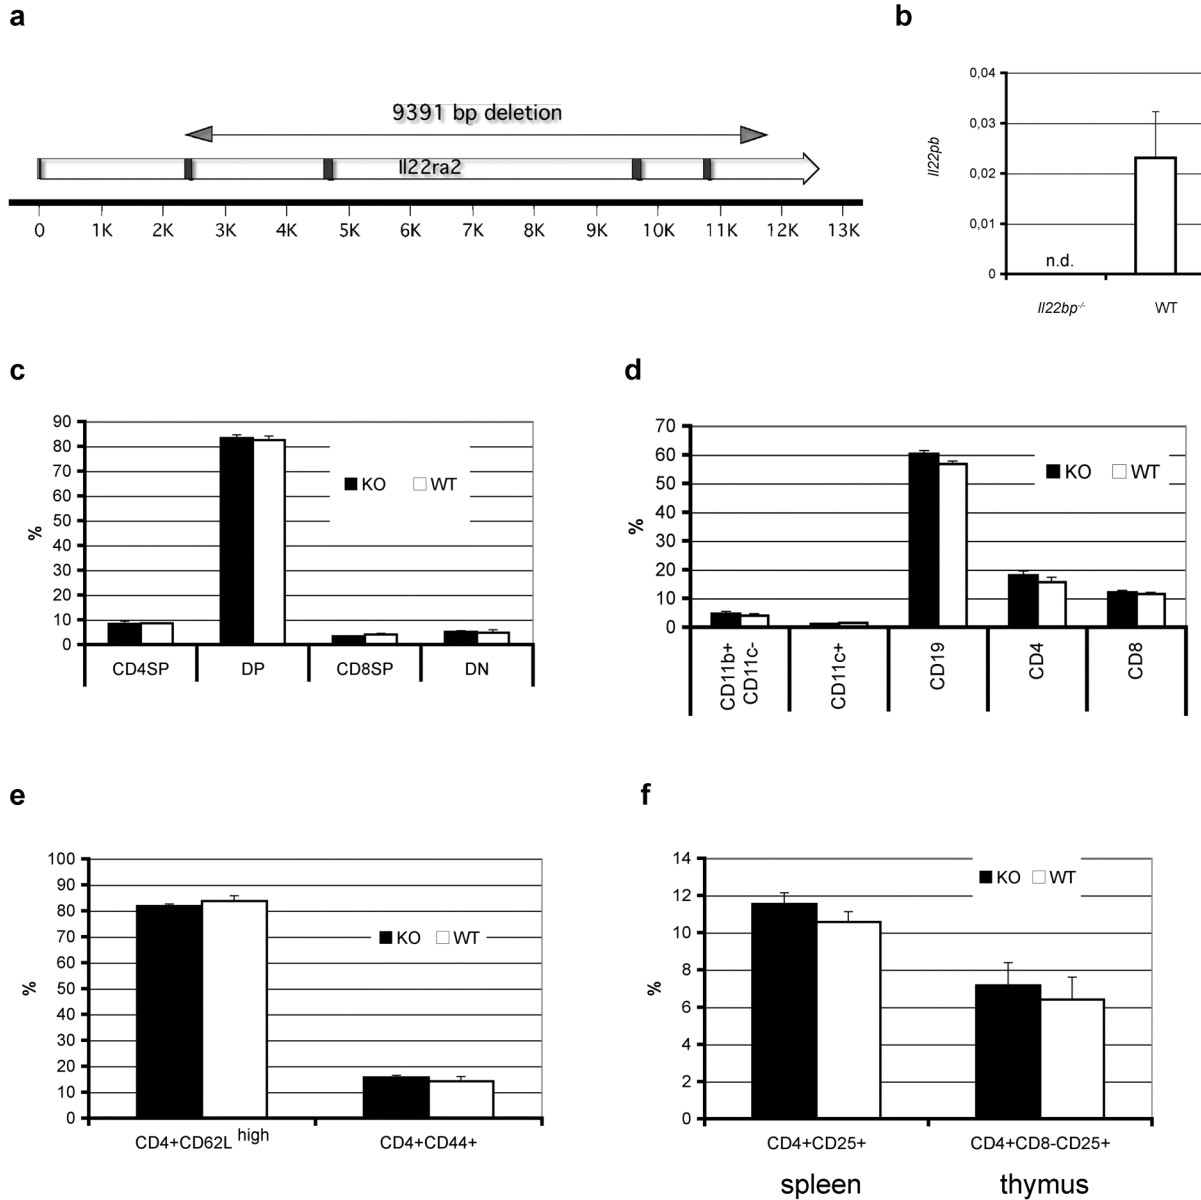 a
9391 bp deletion
Il22ra2
0 1K 2K 3K 4K 5K 6K 7K 8K 9K 10K 11K 12K 13K
b
Il22pb
0,04
0,03
0,02
0,01
0
n.d.
Il22bp-/- WT
c
%
90
80
70
60
50
40
30
20
10
0
KO WT
CD4SP DP CD8SP DN
d
%
70
60
50
40
30
20
10
0
KO WT
CD11b+
CD11c-
CD11c+
CD19
CD4
CD8
e
%
100
90
80
70
60
50
40
30
20
10
0
KO WT
CD4+CD62L high CD4+CD44+
f
%
14
12
10
8
6
4
2
0
KO WT
CD4+CD25+ CD4+CD8-CD25+
spleen thymus